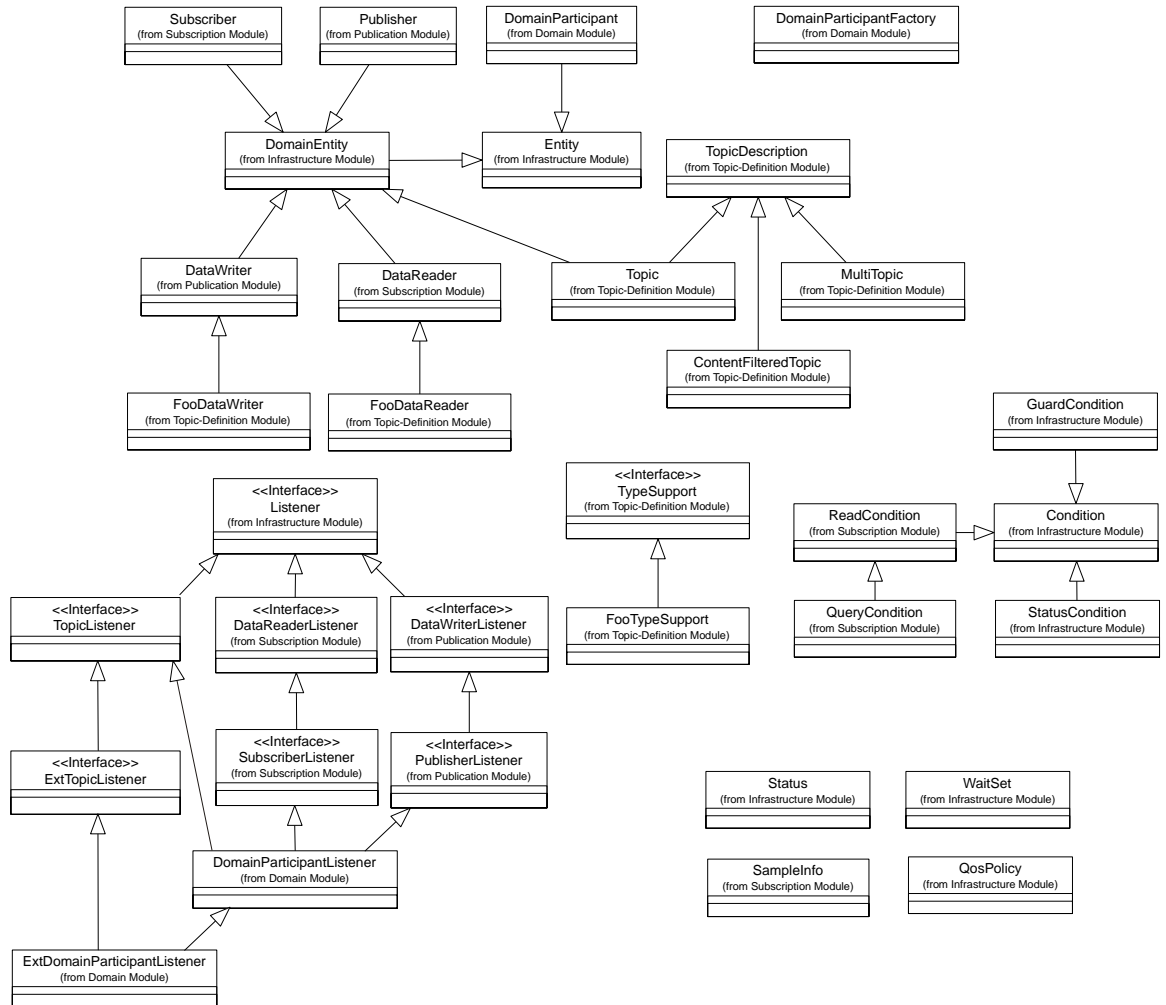 Subscriber
(from Subscription Module)
Publisher
(from Publication Module)
DomainParticipant
(from Domain Module)
DomainParticipantFactory
(from Domain Module)
DomainEntity
(from Infrastructure Module)
Entity
(from Infrastructure Module)
TopicDescription
(from Topic-Definition Module)
DataWriter
(from Publication Module)
DataReader
(from Subscription Module)
Topic
(from Topic-Definition Module)
MultiTopic
(from Topic-Definition Module)
ContentFilteredTopic
(from Topic-Definition Module)
FooDataWriter
(from Topic-Definition Module)
FooDataReader
(from Topic-Definition Module)
GuardCondition
(from Infrastructure Module)
<<Interface>>
Listener
(from Infrastructure Module)
<<Interface>>
TypeSupport
(from Topic-Definition Module)
ReadCondition
(from Subscription Module)
Condition
(from Infrastructure Module)
<<Interface>>
TopicListener
<<Interface>>
DataReaderListener
(from Subscription Module)
<<Interface>>
DataWriterListener
(from Publication Module)
FooTypeSupport
(from Topic-Definition Module)
QueryCondition
(from Subscription Module)
StatusCondition
(from Infrastructure Module)
<<Interface>>
ExtTopicListener
<<Interface>>
SubscriberListener
(from Subscription Module)
<<Interface>>
PublisherListener
(from Publication Module)
Status
(from Infrastructure Module)
WaitSet
(from Infrastructure Module)
DomainParticipantListener
(from Domain Module)
SampleInfo
(from Subscription Module)
QosPolicy
(from Infrastructure Module)
ExtDomainParticipantListener
(from Domain Module)